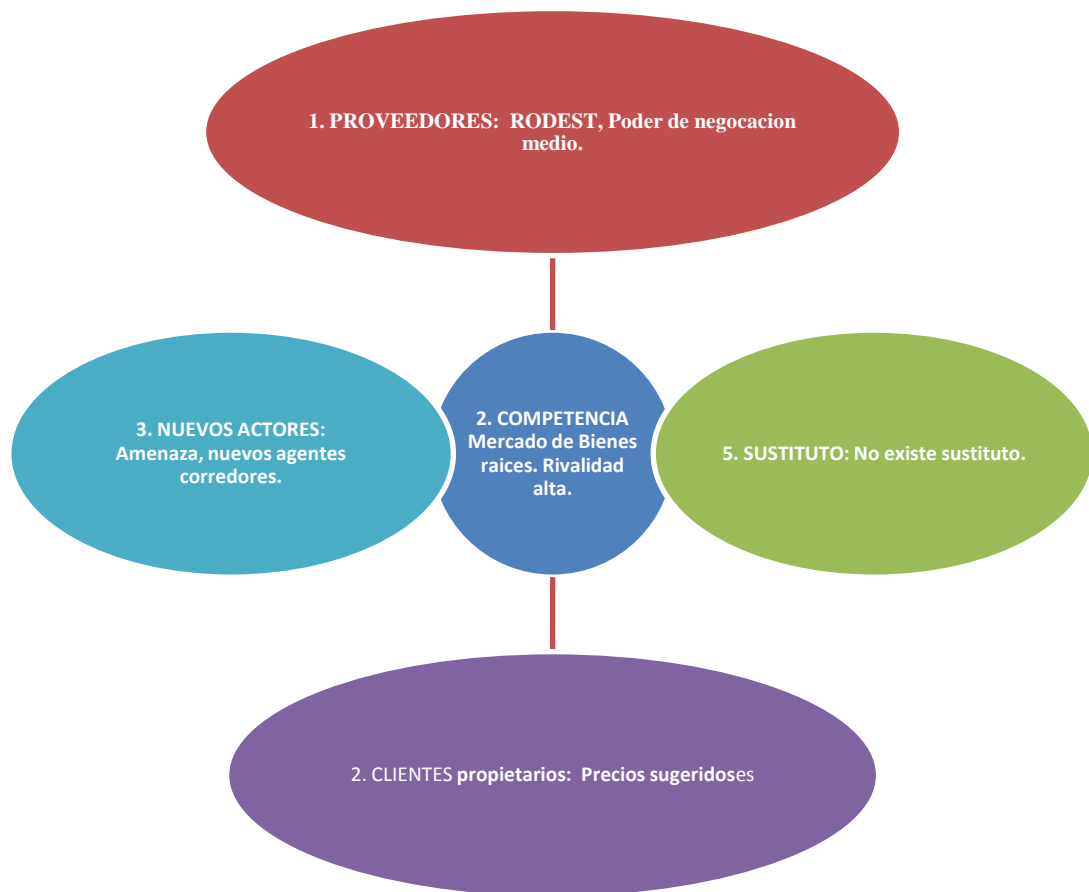 1. PROVEEDORES: RODEST, Poder de negocacion
medio.
3. NUEVOS ACTORES:
Amenaza, nuevos agentes
corredores.
2. COMPETENCIA
Mercado de Bienes
raices. Rivalidad
alta.
5. SUSTITUTO: No existe sustituto.
2. CLIENTES propietarios: Precios sugeridoses